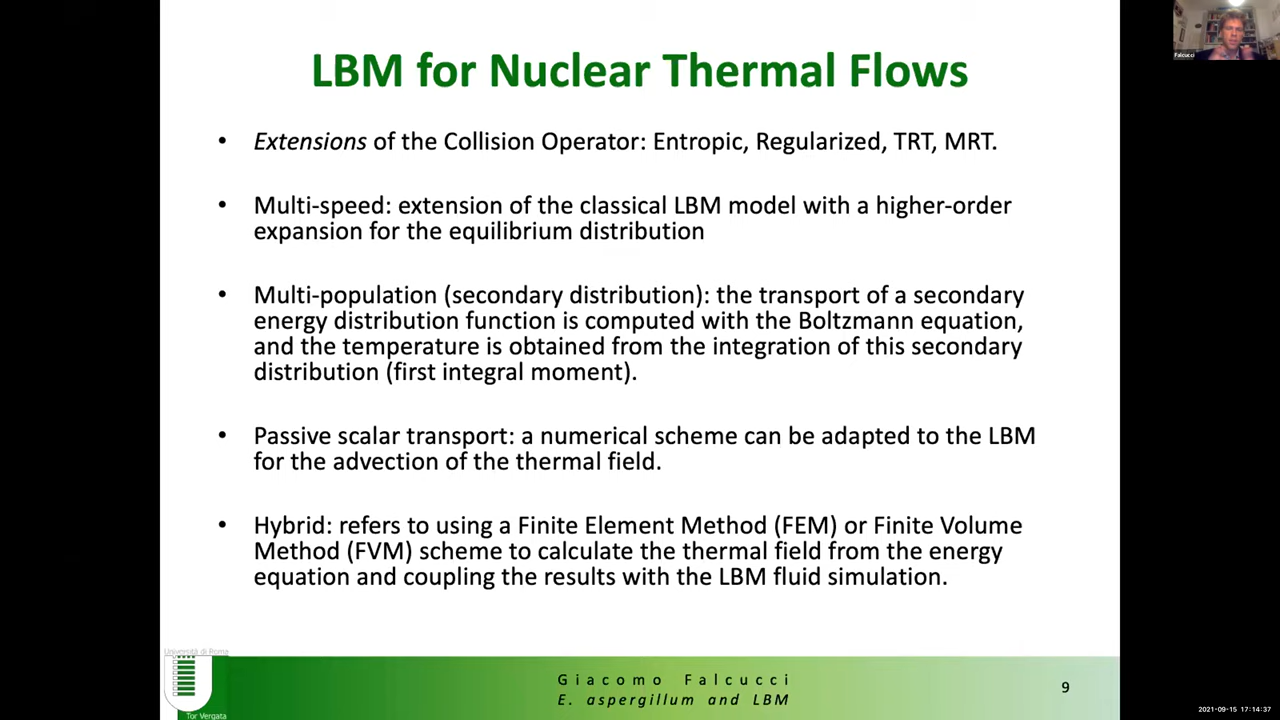 LBM for Nuclear Thermal Flows
Falcucci
• Extensions of the Collision Operator: Entropic, Regularized, TRT, MRT.
• Multi-speed: extension of the classical LBM model with a higher-order
expansion for the equilibrium distribution
• Multi-population (secondary distribution): the transport of a secondary
energy distribution function is computed with the Boltzmann equation,
and the temperature is obtained from the integration of this secondary
distribution (first integral moment).
• Passive scalar transport: a numerical scheme can be adapted to the LBM
for the advection of the thermal field.
• Hybrid: refers to using a Finite Element Method (FEM) or Finite Volume
Method (FVM) scheme to calculate the thermal field from the energy
equation and coupling the results with the LBM fluid simulation.
Università di Roma
Tor Vergata
Giacomo Falcucci
E. aspergillum and LBM
9
2021-09-15 17:14:37